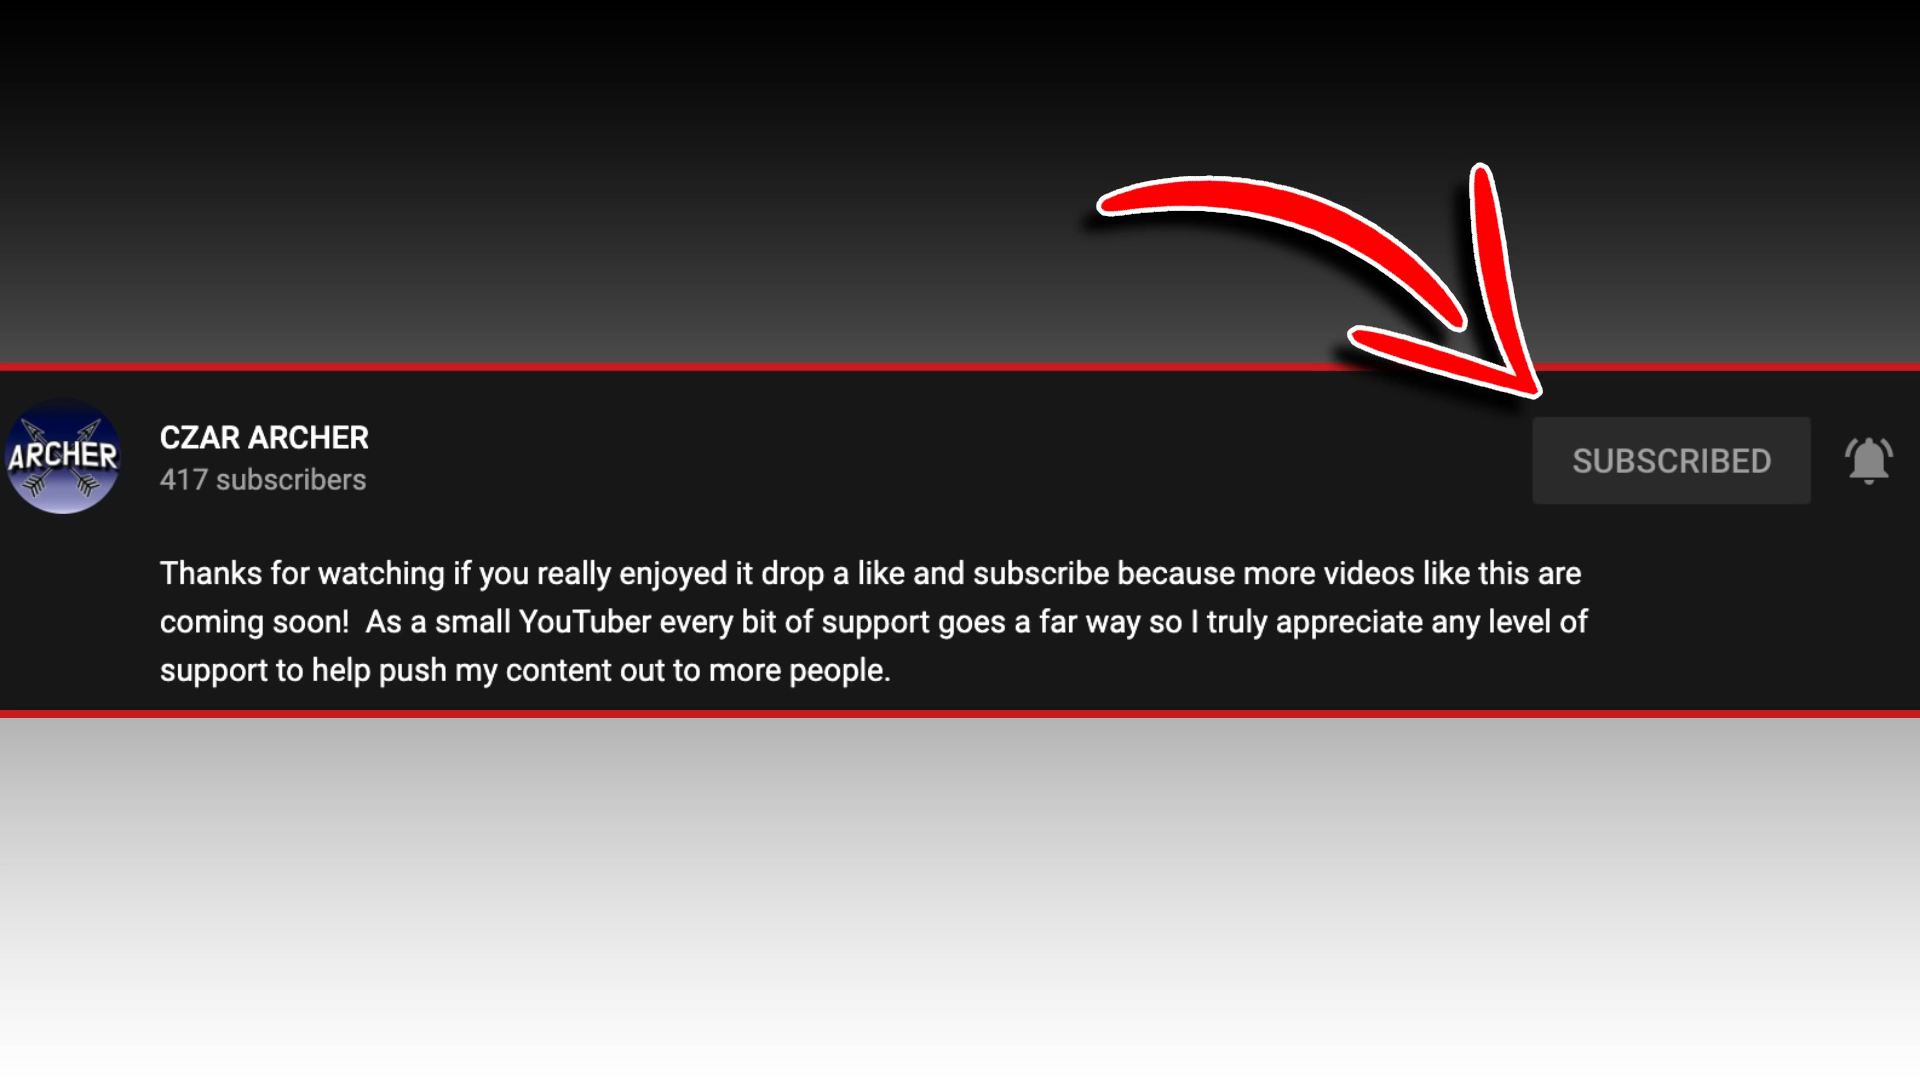 ARCHER
CZAR ARCHER
417 subscribers
SUBSCRIBED
Thanks for watching if you really enjoyed it drop a like and subscribe because more videos like this are
coming soon!  As a small YouTuber every bit of support goes a far way so I truly appreciate any level of
support to help push my content out to more people.